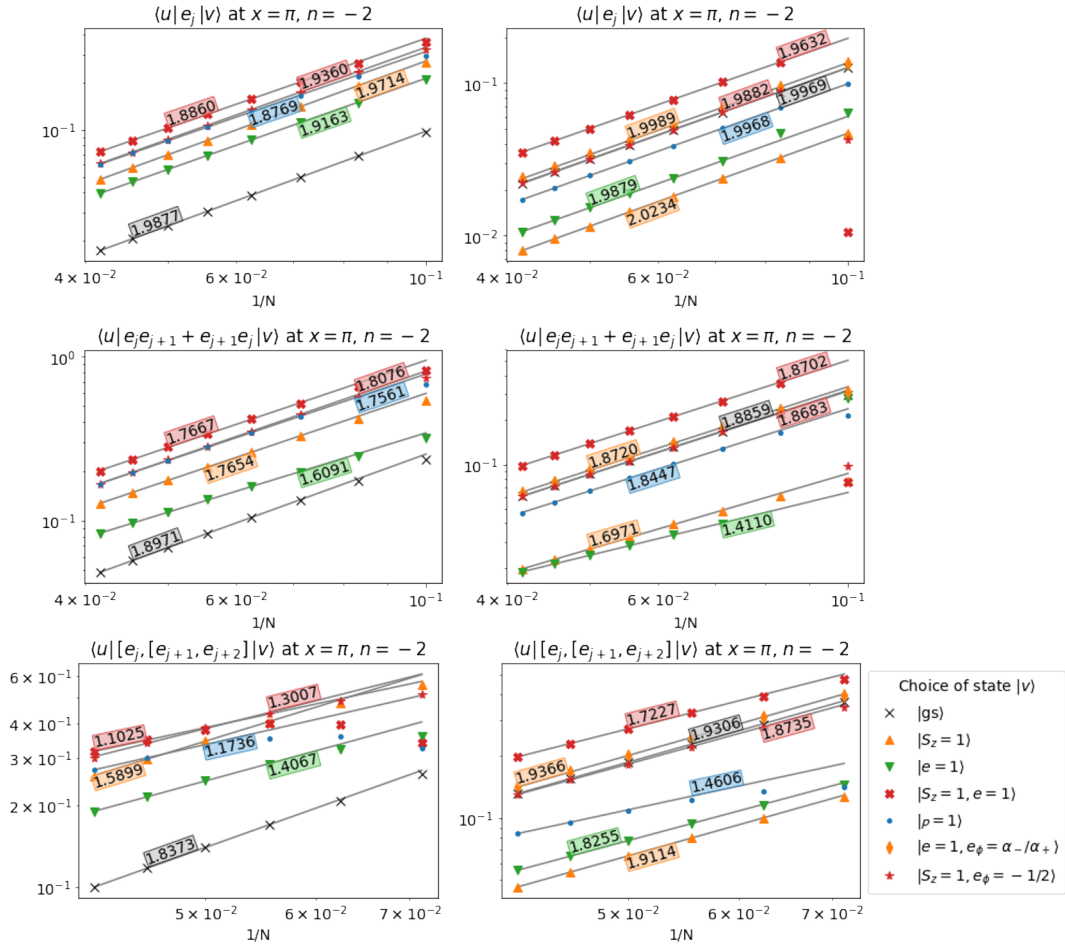 ⟨u| e_j |v⟩ at x = π, n = −2
10^{-1}
1.8860
1.9360
1.8769
1.9714
1.9163
1.9877
4 × 10^{-2}
6 × 10^{-2}
10^{-1}
1/N
⟨u| e_j |v⟩ at x = π, n = −2
10^{-1}
10^{-2}
1.9632
1.9882
1.9969
1.9989
1.9968
1.9879
2.0234
4 × 10^{-2}
6 × 10^{-2}
10^{-1}
1/N
⟨u| e_j e_{j+1} + e_{j+1} e_j |v⟩ at x = π, n = −2
10^{0}
10^{-1}
1.8076
1.7561
1.7667
1.7654
1.6091
1.8971
4 × 10^{-2}
6 × 10^{-2}
10^{-1}
1/N
⟨u| e_j e_{j+1} + e_{j+1} e_j |v⟩ at x = π, n = −2
10^{-1}
1.8702
1.8859
1.8683
1.8720
1.8447
1.6971
1.4110
4 × 10^{-2}
6 × 10^{-2}
10^{-1}
1/N
⟨u| [e_j, [e_{j+1}, e_{j+2}] |v⟩ at x = π, n = −2
6 × 10^{-1}
4 × 10^{-1}
3 × 10^{-1}
2 × 10^{-1}
10^{-1}
1.3007
1.1025
1.1736
1.5899
1.4067
1.8373
5 × 10^{-2}
6 × 10^{-2}
7 × 10^{-2}
1/N
⟨u| [e_j, [e_{j+1}, e_{j+2}] |v⟩ at x = π, n = −2
10^{-1}
1.7227
1.9306
1.8735
1.9366
1.4606
1.8255
1.9114
5 × 10^{-2}
6 × 10^{-2}
7 × 10^{-2}
1/N
Choice of state |v⟩
|gs⟩
|S_z = 1⟩
|e = 1⟩
|S_z = 1, e = 1⟩
|p = 1⟩
|e = 1, e_ϕ = α_−/α_+⟩
|S_z = 1, e_ϕ = −1/2⟩